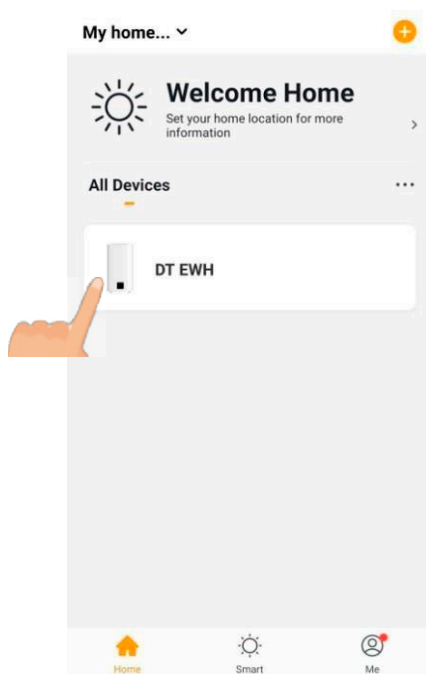 My home...
Welcome Home
Set your home location for more
information
All Devices
DT EWH
Home
Smart
Me